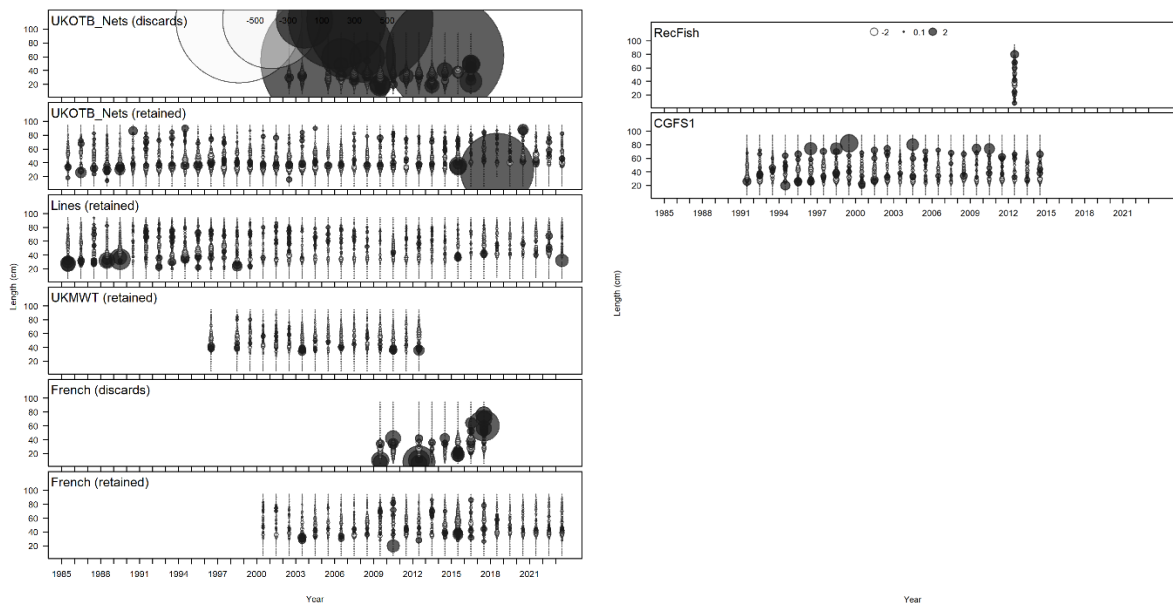 UKOTB_Nets (discards)
-500 -300 100 300 500
100
80
60
40
20
UKOTB_Nets (retained)
100
80
60
40
20
Lines (retained)
100
80
60
40
20
UKMWT (retained)
100
80
60
40
20
French (discards)
100
80
60
40
20
French (retained)
100
80
60
40
20
Length (cm)
1985 1988 1991 1994 1997 2000 2003 2006 2009 2012 2015 2018 2021
Year
RecFish
-2 0.1 2
100
80
60
40
20
CGFS1
100
80
60
40
20
Length (cm)
1985 1988 1991 1994 1997 2000 2003 2006 2009 2012 2015 2018 2021
Year